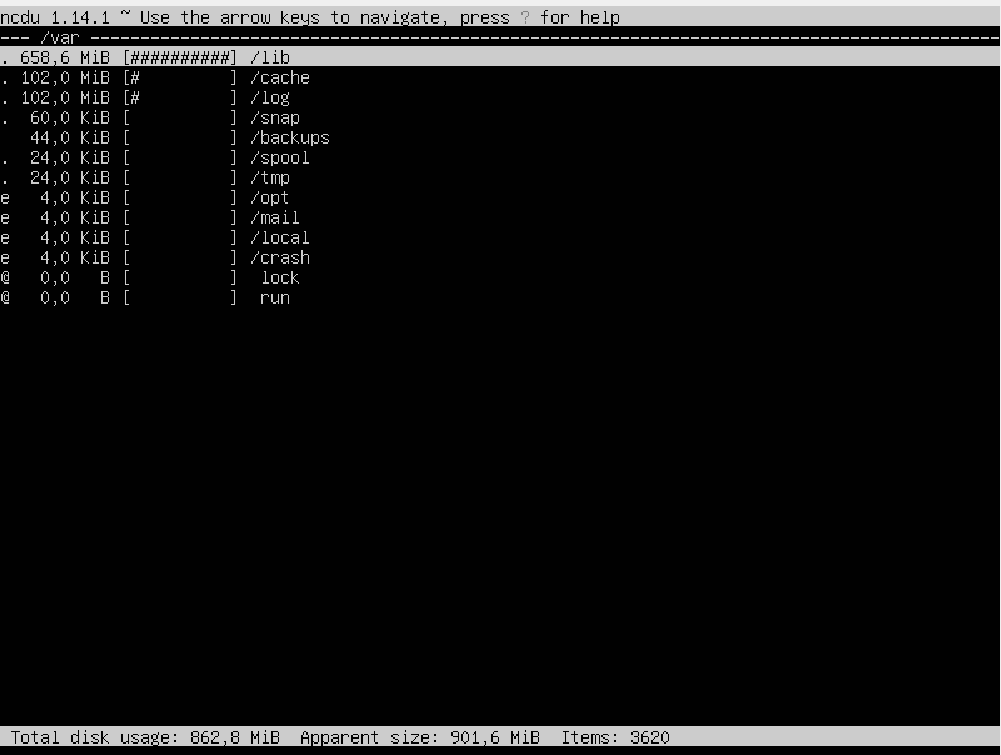 ncdu 1.14.1 ~ Use the arrow keys to navigate, press ? for help
--- /var ----------------------------------------------------------------------------------------------
. 658,6 MiB [##########] /lib
. 102,0 MiB [#         ] /cache
. 102,0 MiB [#         ] /log
.  60,0 KiB [          ] /snap
   44,0 KiB [          ] /backups
.  24,0 KiB [          ] /spool
.  24,0 KiB [          ] /tmp
e   4,0 KiB [          ] /opt
e   4,0 KiB [          ] /mail
e   4,0 KiB [          ] /local
e   4,0 KiB [          ] /crash
@   0,0   B [          ]  lock
@   0,0   B [          ]  run
Total disk usage: 862,8 MiB  Apparent size: 901,6 MiB  Items: 3620